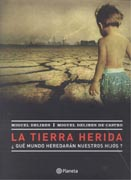 MIGUEL DELIBES | MIGUEL DELIBES DE CASTRO
LA TIERRA HERIDA
¿ QUÉ MUNDO HEREDARÁN NUESTROS HIJOS ?
Planeta